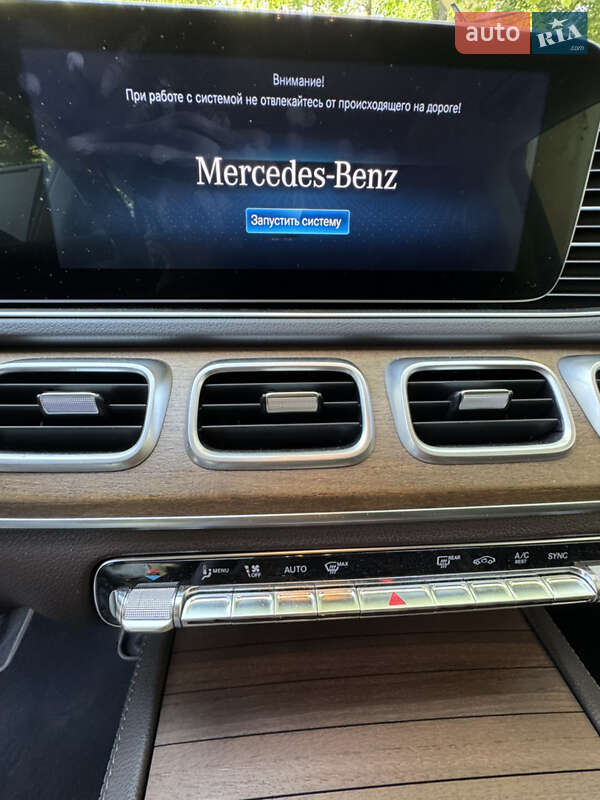 auto RIA.com
Внимание!
При работе с системой не отвлекайтесь от происходящего на дороге!
Mercedes-Benz
Запустить систему
MENU
OFF
AUTO
MAX
REAR
A/C
REST
SYNC